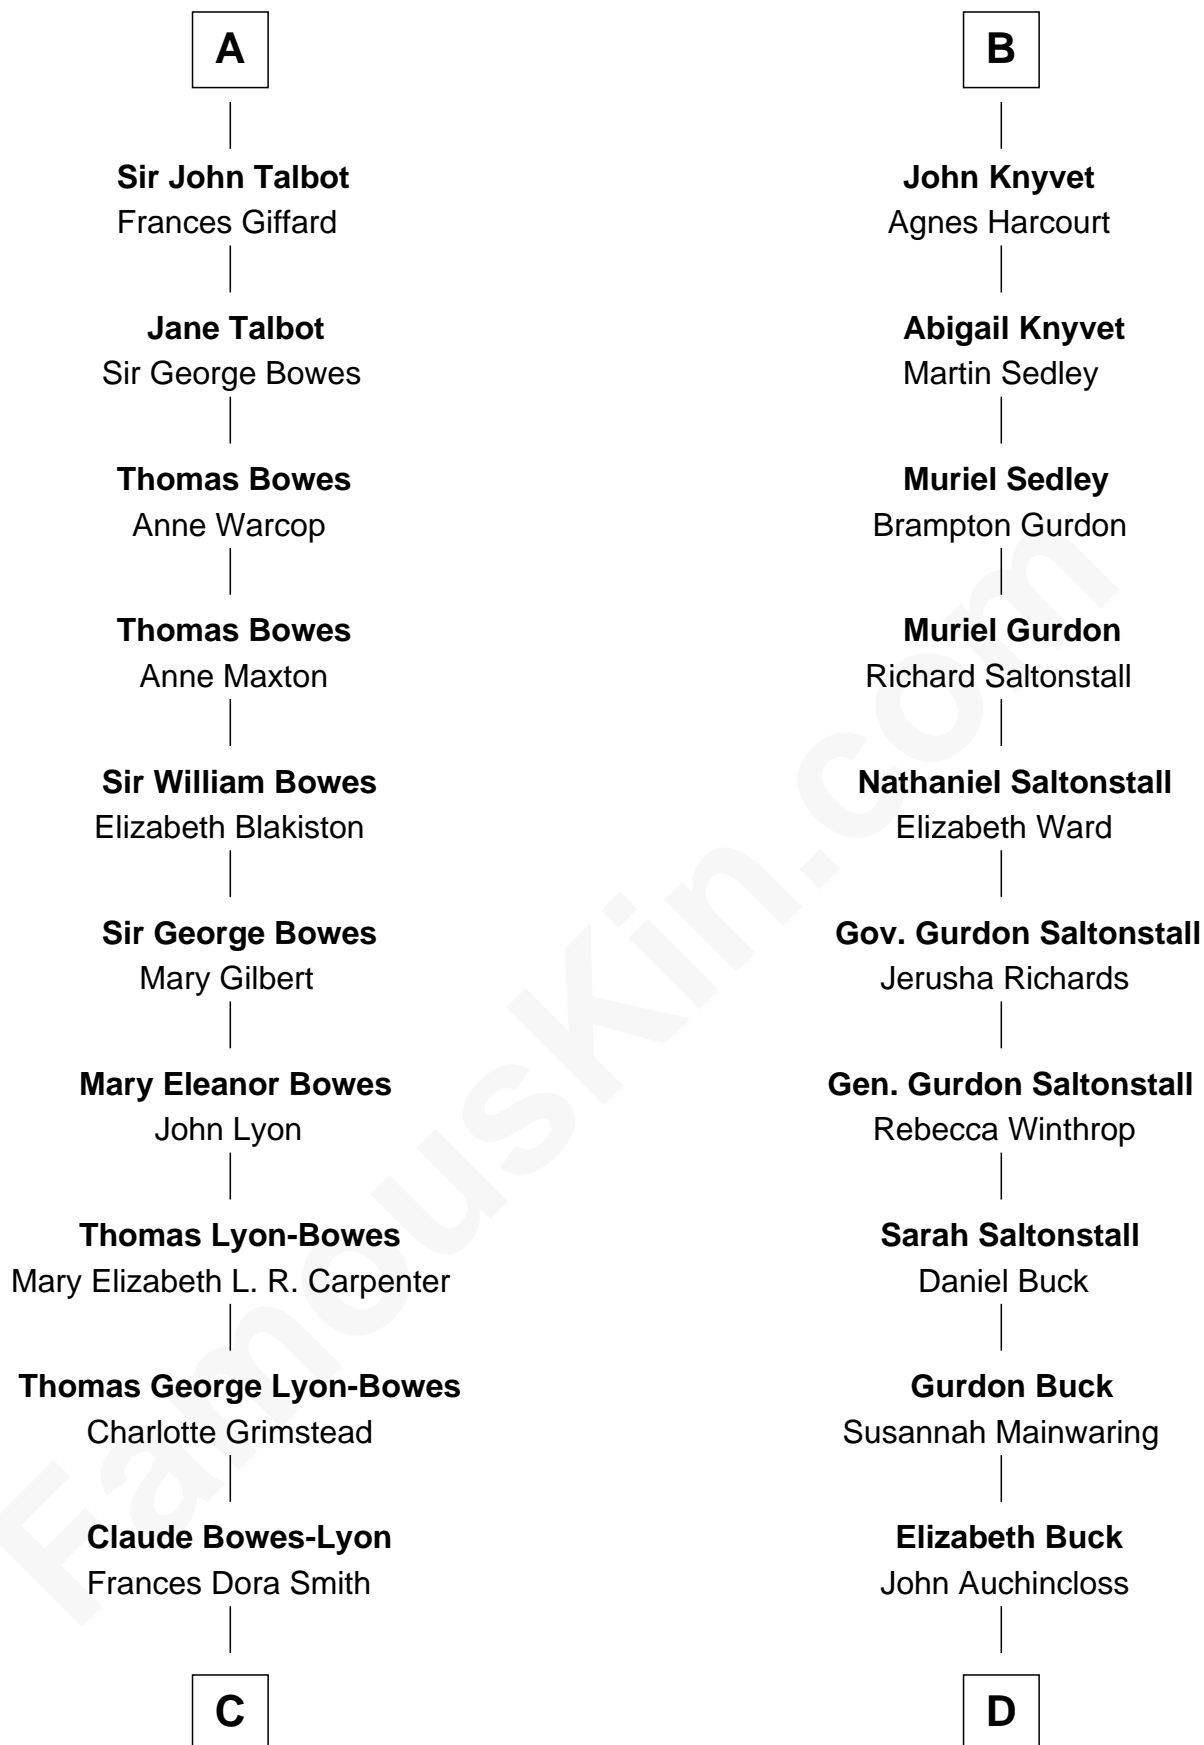 A
Sir John Talbot
Frances Giffard
Jane Talbot
Sir George Bowes
Thomas Bowes
Anne Warcop
Thomas Bowes
Anne Maxton
Sir William Bowes
Elizabeth Blakiston
Sir George Bowes
Mary Gilbert
Mary Eleanor Bowes
John Lyon
Thomas Lyon-Bowes
Mary Elizabeth L. R. Carpenter
Thomas George Lyon-Bowes
Charlotte Grimstead
Claude Bowes-Lyon
Frances Dora Smith
C
B
John Knyvet
Agnes Harcourt
Abigail Knyvet
Martin Sedley
Muriel Sedley
Brampton Gurdon
Muriel Gurdon
Richard Saltonstall
Nathaniel Saltonstall
Elizabeth Ward
Gov. Gurdon Saltonstall
Jerusha Richards
Gen. Gurdon Saltonstall
Rebecca Winthrop
Sarah Saltonstall
Daniel Buck
Gurdon Buck
Susannah Mainwaring
Elizabeth Buck
John Auchincloss
D
FamousKin.com